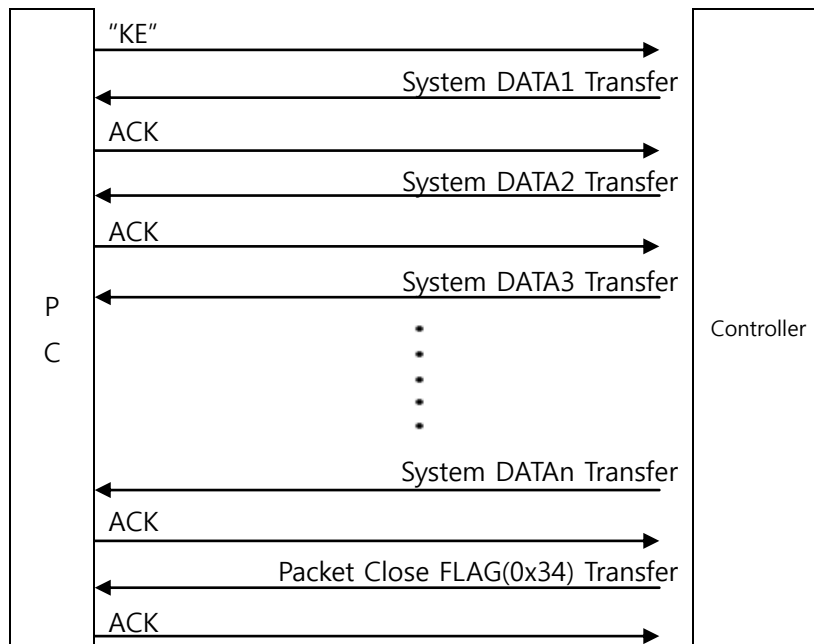 "KE"
System DATA1 Transfer
ACK
System DATA2 Transfer
ACK
System DATA3 Transfer
P
C
Controller
System DATAn Transfer
ACK
Packet Close FLAG(0x34) Transfer
ACK